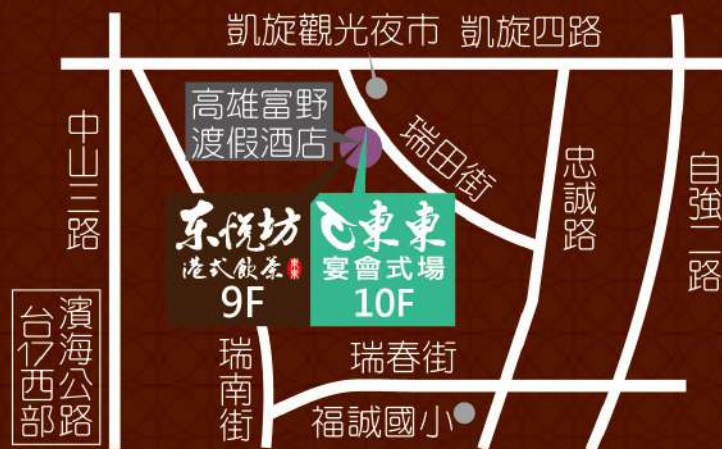 凱旋觀光夜市
凱旋四路
高雄富野
渡假酒店
中山三路
瑞田街
忠誠路
自強二路
东悦坊
港式飲茶
東東
9F
東東
宴會式場
10F
濱海公路
台17西部
瑞南街
瑞春街
福誠國小